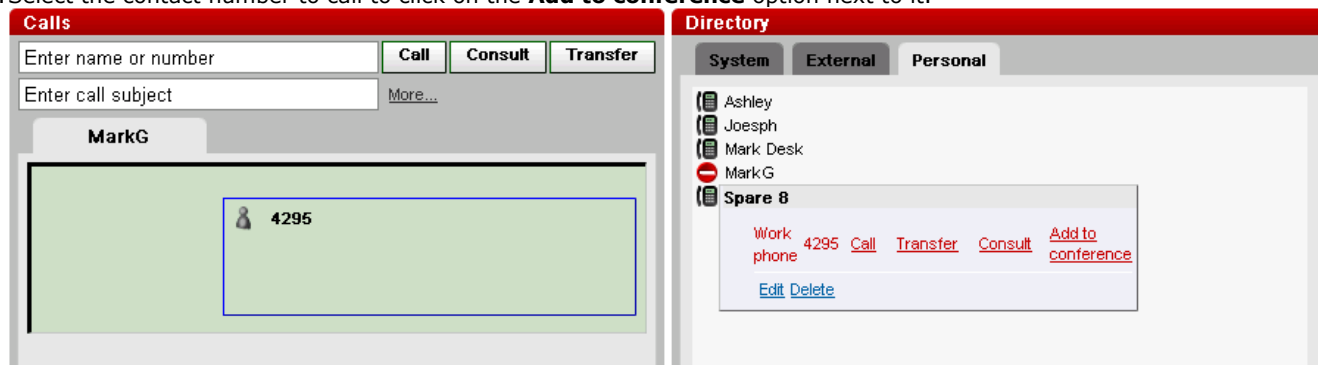 Select the contact number to call to click on the Add to conference option next to it.
Calls
Enter name or number
Call
Consult
Transfer
Enter call subject
More...
MarkG
4295
Directory
System
External
Personal
Ashley
Joesph
Mark Desk
MarkG
Spare 8
Work phone
4295
Call
Transfer
Consult
Add to conference
Edit Delete